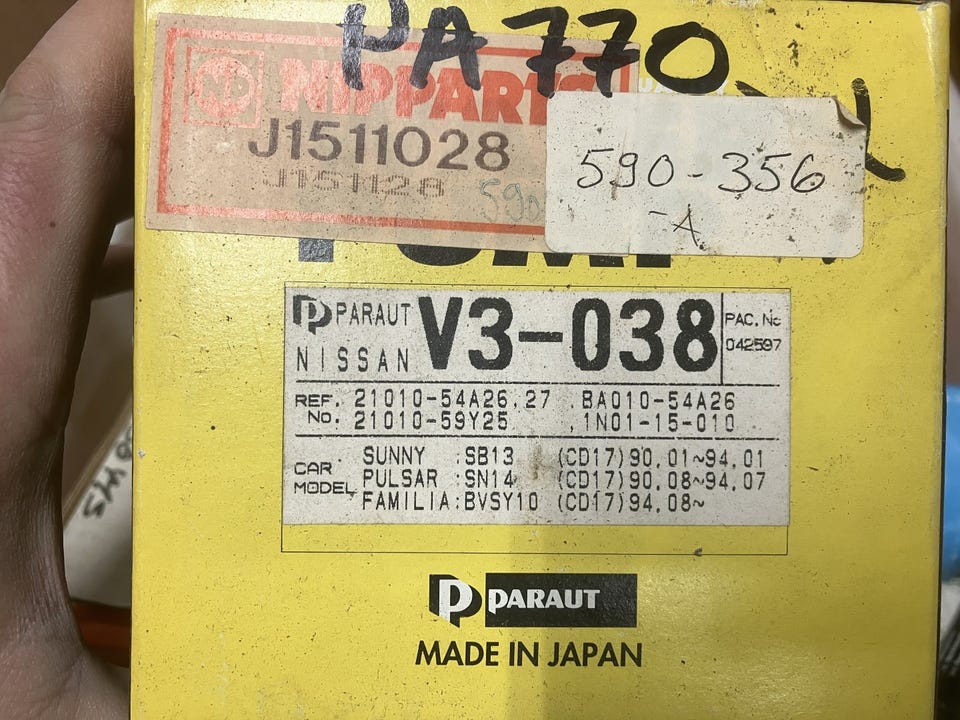 PA770
NIPPARTS
J1511028
J151128
590
590-356
-A
PARAUT
NISSAN
V3-038
PAC. No
042597
REF. No. 21010-54A26.27 .BA010-54A26
21010-59Y25 .1N01-15-010
CAR MODEL
SUNNY :SB13 (CD17)90.01~94.01
PULSAR :SN14 (CD17)90.08~94.07
FAMILIA:BVSY10 (CD17)94.08~
PARAUT
MADE IN JAPAN